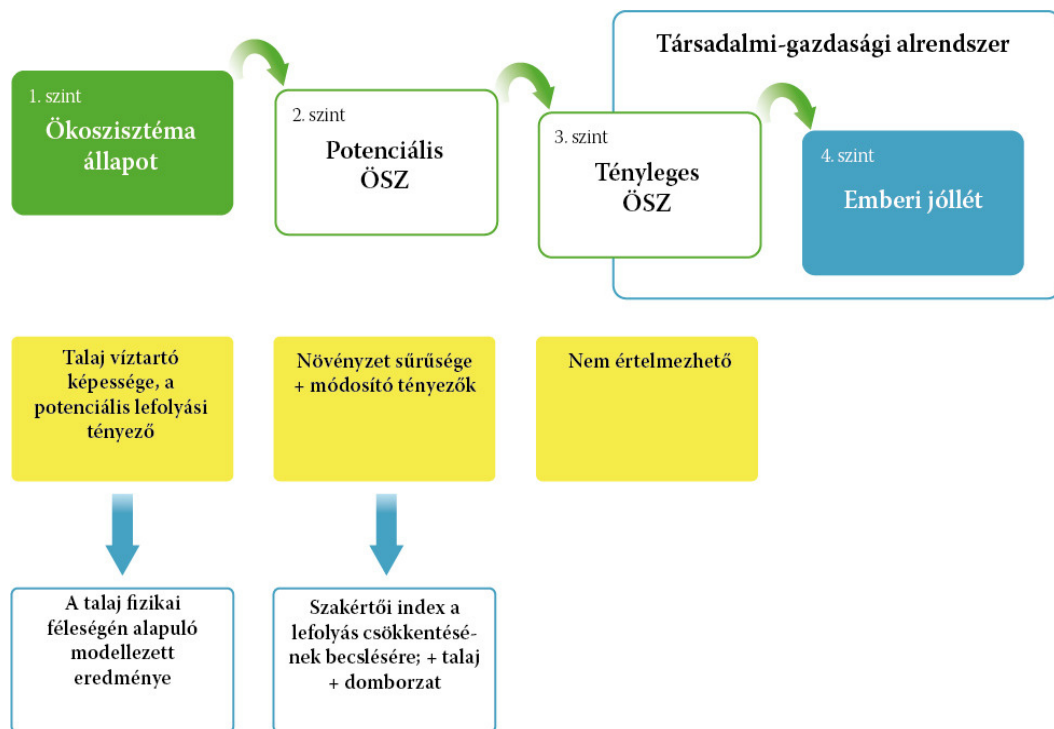 Társadalmi-gazdasági alrendszer
1. szint
Ökoszisztéma
állapot
2. szint
Potenciális
ÖSZ
3. szint
Tényleges
ÖSZ
4. szint
Emberi jóllét
Talaj víztartó
képessége, a
potenciális lefolyási
tényező
Növényzet sűrűsége
+ módosító tényezők
Nem értelmezhető
A talaj fizikai
féleségén alapuló
modellezett
eredménye
Szakértői index a
lefolyás csökkentésé-
nek becslésére; + talaj
+ domborzat